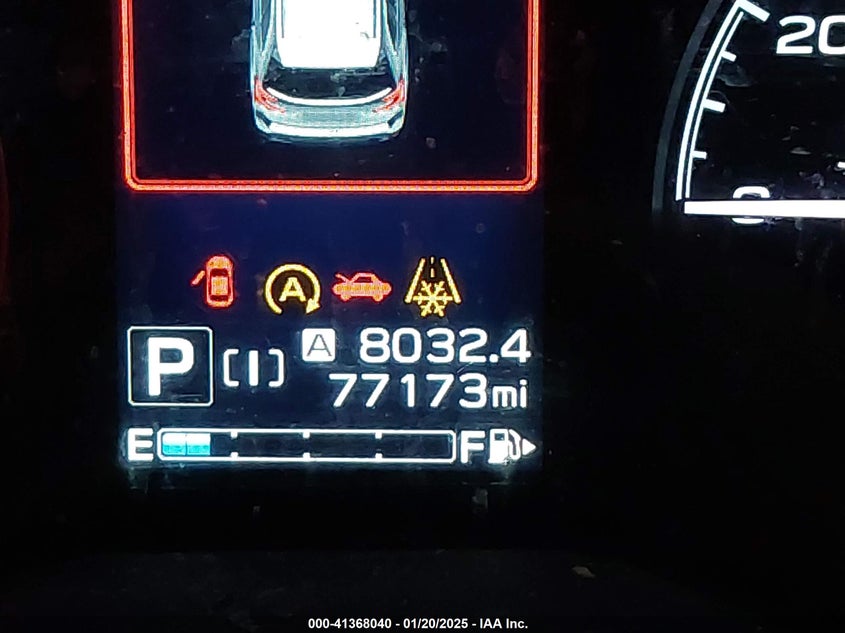 20
0
A
P [I] A 8032.4
77173mi
E F
000-41368040 – 01/20/2025 – IAA Inc.